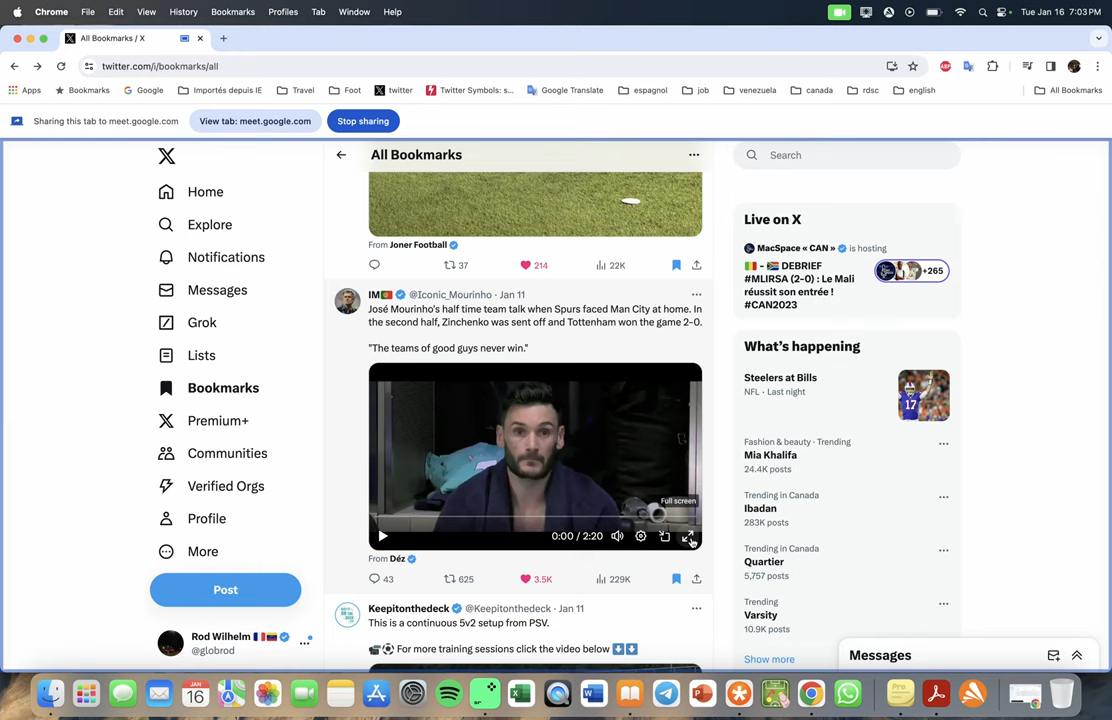 Chrome File Edit View History Bookmarks Profiles Tab Window Help
Tue Jan 16 7:03 PM
All Bookmarks / X
twitter.com/i/bookmarks/all
ABP
Apps Bookmarks Google Importés depuis IE Travel Foot twitter Twitter Symbols: s... Google Translate espagnol job venezuela canada rdsc english All Bookmarks
Sharing this tab to meet.google.com View tab: meet.google.com Stop sharing
Home
Explore
Notifications
Messages
Grok
Lists
Bookmarks
Premium+
Communities
Verified Orgs
Profile
More
Post
Rod Wilhelm
@globrod
All Bookmarks
From Joner Football
37 214 22K
IM @Iconic_Mourinho · Jan 11
José Mourinho's half time team talk when Spurs faced Man City at home. In
the second half, Zinchenko was sent off and Tottenham won the game 2-0.
"The teams of good guys never win."
Full screen
0:00 / 2:20
From Déz
43 625 3.5K 229K
Keepitonthedeck @Keepitonthedeck · Jan 11
This is a continuous 5v2 setup from PSV.
For more training sessions click the video below
Search
Live on X
MacSpace « CAN » is hosting
- DEBRIEF
#MLIRSA (2-0) : Le Mali
réussit son entrée !
#CAN2023
+265
What's happening
Steelers at Bills
NFL · Last night
17
Fashion & beauty · Trending
Mia Khalifa
24.4K posts
Trending in Canada
Ibadan
283K posts
Trending in Canada
Quartier
5,757 posts
Trending
Varsity
10.9K posts
Show more
Messages
JAN
16